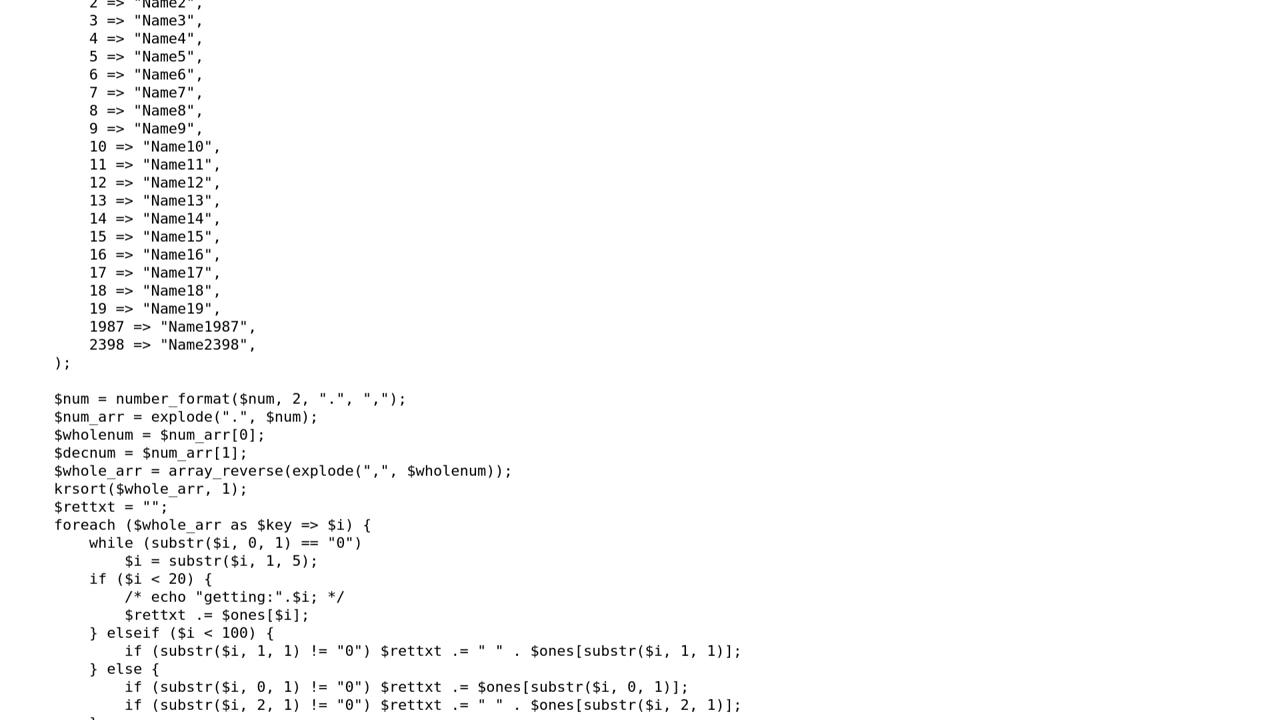 2 => "Name2",
3 => "Name3",
4 => "Name4",
5 => "Name5",
6 => "Name6",
7 => "Name7",
8 => "Name8",
9 => "Name9",
10 => "Name10",
11 => "Name11",
12 => "Name12",
13 => "Name13",
14 => "Name14",
15 => "Name15",
16 => "Name16",
17 => "Name17",
18 => "Name18",
19 => "Name19",
1987 => "Name1987",
2398 => "Name2398",
);
$num = number_format($num, 2, ".", ",");
$num_arr = explode(".", $num);
$wholenum = $num_arr[0];
$decnum = $num_arr[1];
$whole_arr = array_reverse(explode(",", $wholenum));
krsort($whole_arr, 1);
$rettxt = "";
foreach ($whole_arr as $key => $i) {
while (substr($i, 0, 1) == "0")
$i = substr($i, 1, 5);
if ($i < 20) {
/* echo "getting:".$i; */
$rettxt .= $ones[$i];
} elseif ($i < 100) {
if (substr($i, 1, 1) != "0") $rettxt .= " " . $ones[substr($i, 1, 1)];
} else {
if (substr($i, 0, 1) != "0") $rettxt .= $ones[substr($i, 0, 1)];
if (substr($i, 2, 1) != "0") $rettxt .= " " . $ones[substr($i, 2, 1)];